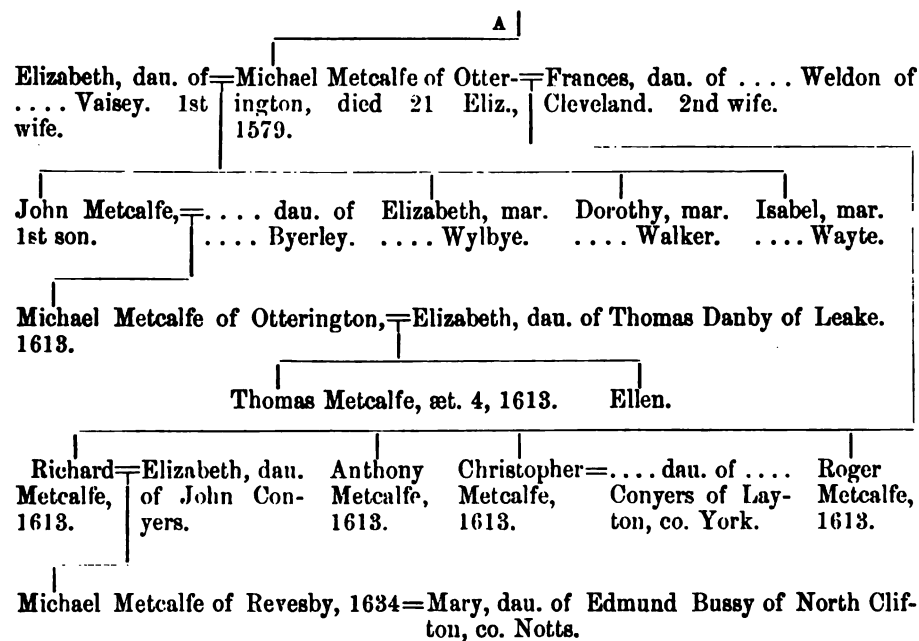 A
Elizabeth, dau. of=Michael Metcalfe of Otter-=Frances, dau. of .... Weldon of
.... Vaisey. 1st ington, died 21 Eliz., Cleveland. 2nd wife.
wife. 1579.
John Metcalfe,=.... dau. of Elizabeth, mar. Dorothy, mar. Isabel, mar.
1st son. .... Byerley. .... Wylbye. .... Walker. .... Wayte.
Michael Metcalfe of Otterington,=Elizabeth, dau. of Thomas Danby of Leake.
1613.
Thomas Metcalfe, æt. 4, 1613. Ellen.
Richard=Elizabeth, dau. Anthony Christopher=.... dau. of .... Roger
Metcalfe, of John Con- Metcalfe, Metcalfe, Conyers of Lay- Metcalfe,
1613. yers. 1613. 1613. ton, co. York. 1613.
Michael Metcalfe of Revesby, 1634=Mary, dau. of Edmund Bussy of North Clif-
ton, co. Notts.